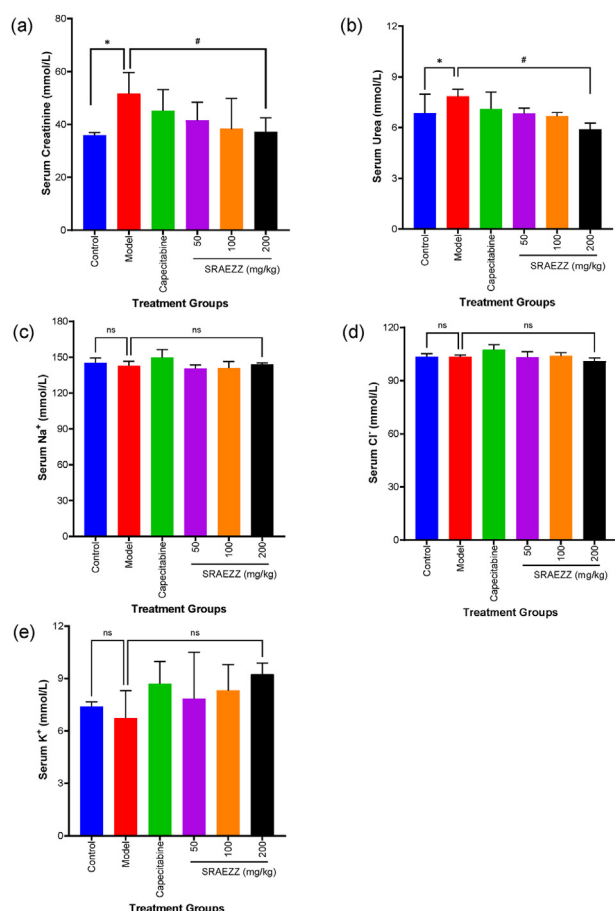 (a)
Serum Creatinine (mmol/L)
80
60
40
20
0
*
#
Control
Model
Capecitabine
50
100
200
SRAEZZ (mg/kg)
Treatment Groups
(b)
Serum Urea (mmol/L)
12
9
6
3
0
*
#
Control
Model
Capecitabine
50
100
200
SRAEZZ (mg/kg)
Treatment Groups
(c)
Serum Na⁺ (mmol/L)
180
150
120
90
60
30
0
ns
ns
Control
Model
Capecitabine
50
100
200
SRAEZZ (mg/kg)
Treatment Groups
(d)
Serum Cl⁻ (mmol/L)
120
90
60
30
0
ns
ns
Control
Model
Capecitabine
50
100
200
SRAEZZ (mg/kg)
Treatment Groups
(e)
Serum K⁺ (mmol/L)
12
9
6
3
0
ns
ns
Control
Model
Capecitabine
50
100
200
SRAEZZ (mg/kg)
Treatment Groups